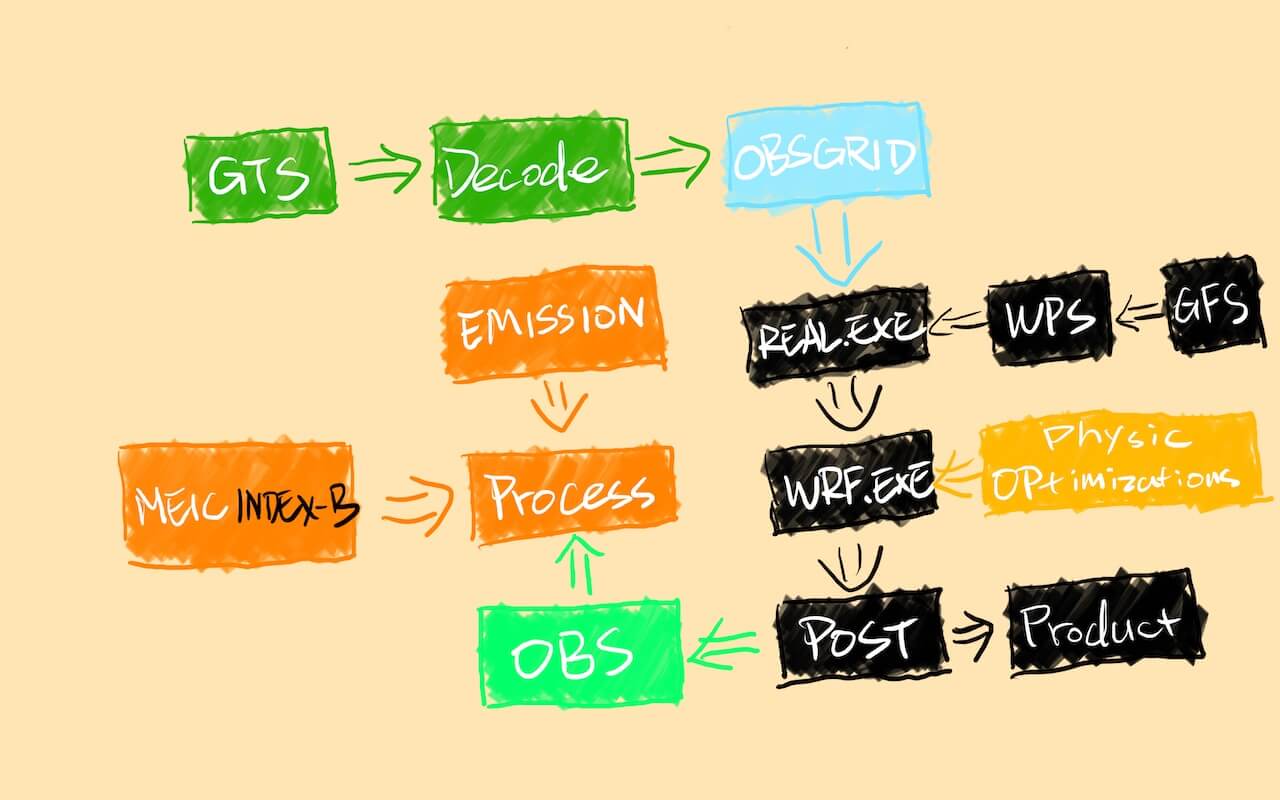 GTS
Decode
OBSGRID
EMISSION
REAL.EXE
WPS
GFS
MEIC INDEX-B
Process
WRF.EXE
Physic
OPtimizations
OBS
POST
Product